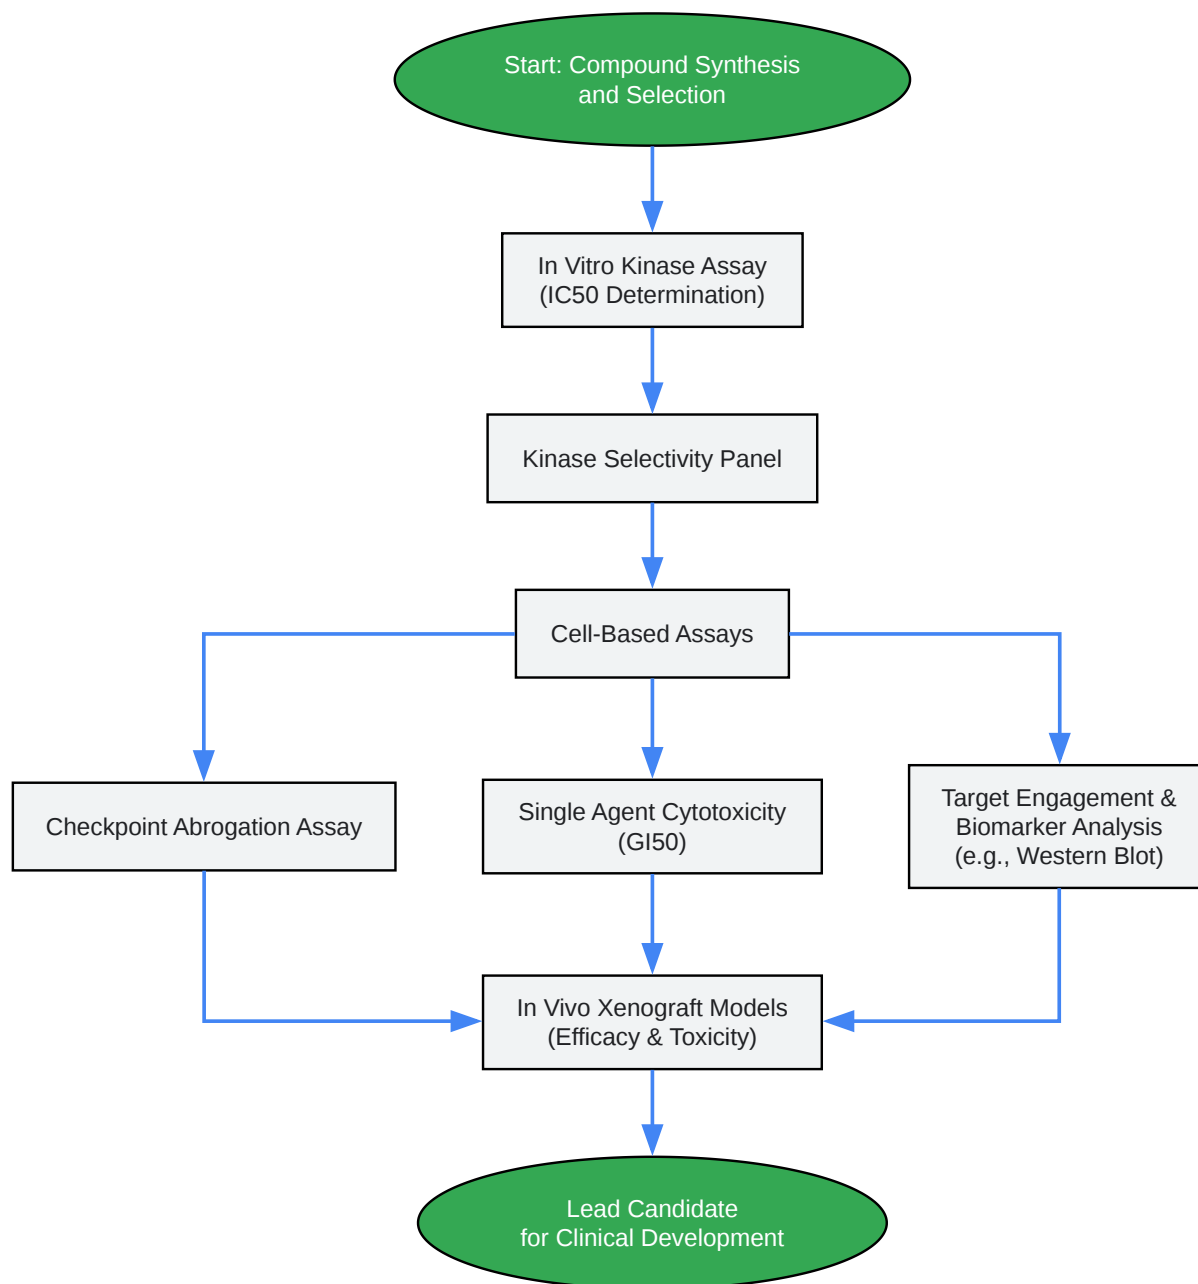 Start: Compound Synthesis
and Selection
In Vitro Kinase Assay
(IC50 Determination)
Kinase Selectivity Panel
Cell-Based Assays
Checkpoint Abrogation Assay
Single Agent Cytotoxicity
(GI50)
Target Engagement &
Biomarker Analysis
(e.g., Western Blot)
In Vivo Xenograft Models
(Efficacy & Toxicity)
Lead Candidate
for Clinical Development